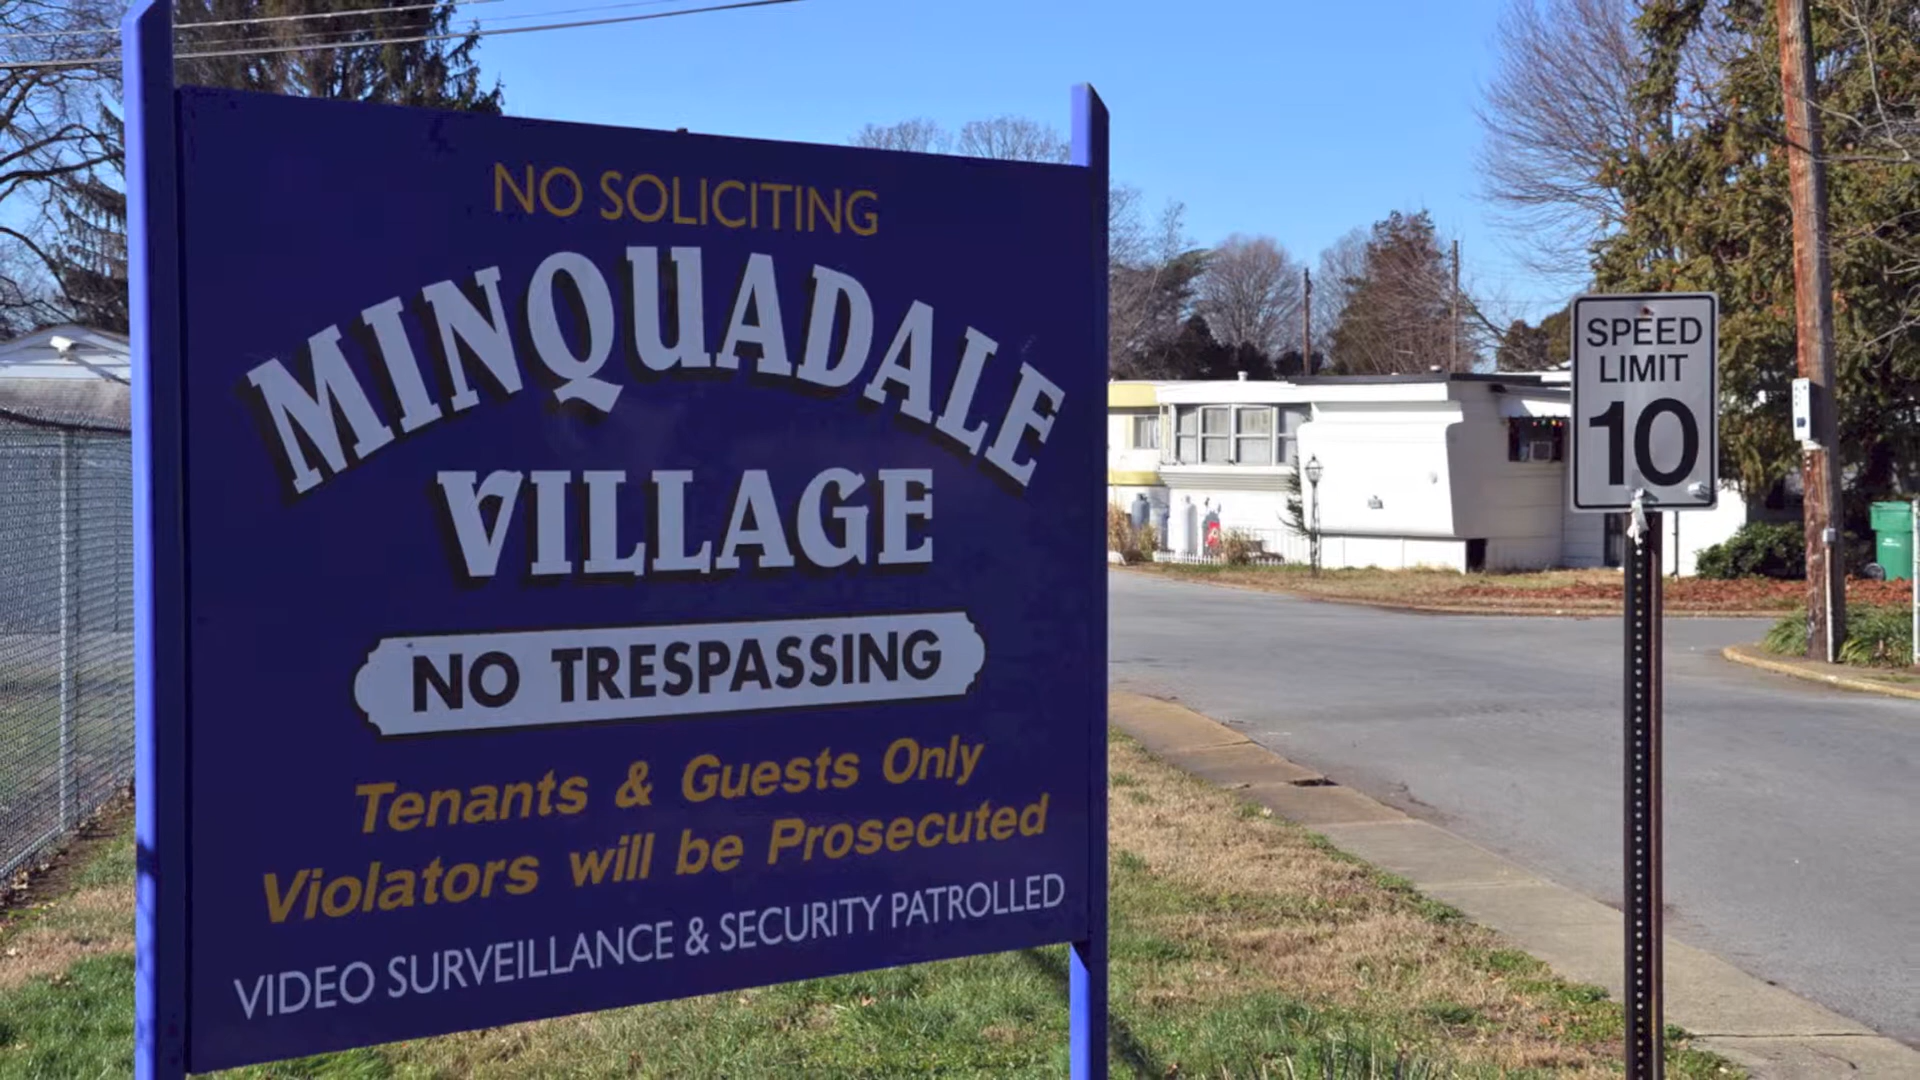 NO SOLICITING
MINQUADALE
VILLAGE
NO TRESPASSING
Tenants & Guests Only
Violators will be Prosecuted
VIDEO SURVEILLANCE & SECURITY PATROLLED
SPEED
LIMIT
10